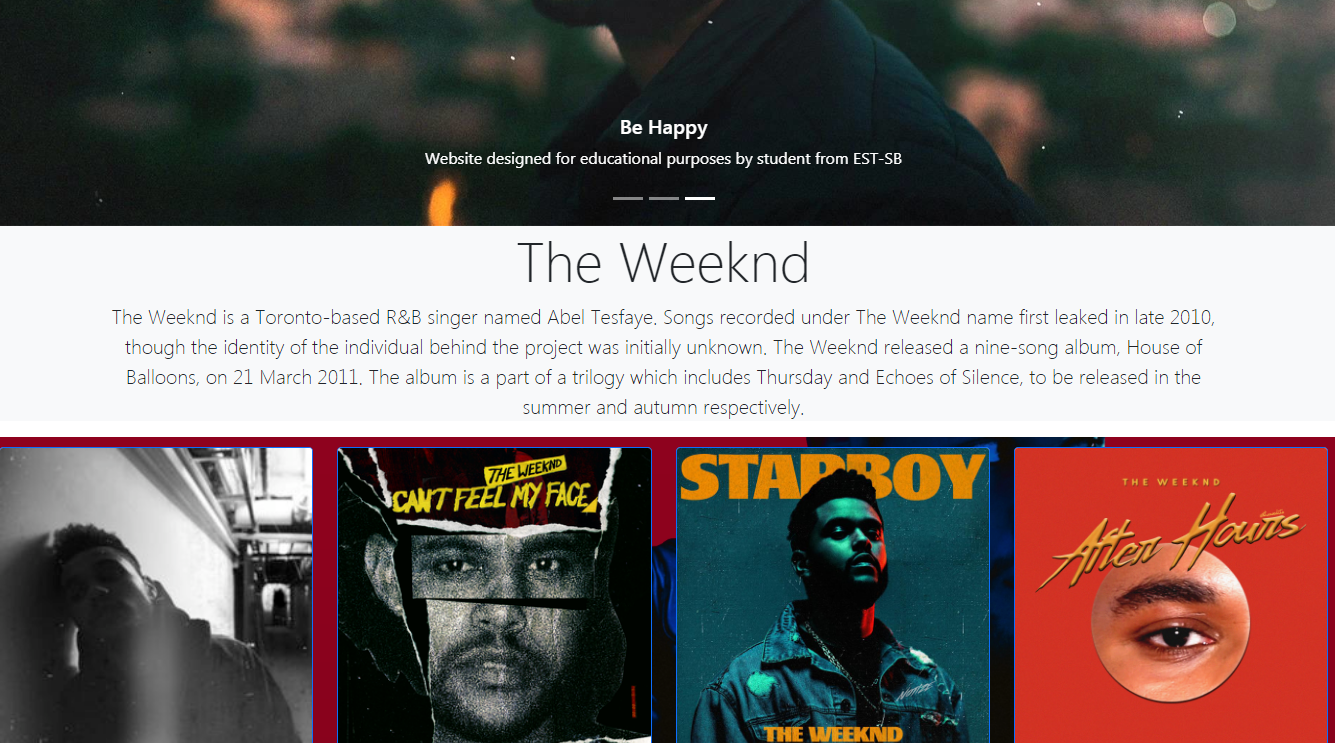 Be Happy
Website designed for educational purposes by student from EST-SB
The Weeknd
The Weeknd is a Toronto-based R&B singer named Abel Tesfaye. Songs recorded under The Weeknd name first leaked in late 2010,
though the identity of the individual behind the project was initially unknown. The Weeknd released a nine-song album, House of
Balloons, on 21 March 2011. The album is a part of a trilogy which includes Thursday and Echoes of Silence, to be released in the
summer and autumn respectively.
THE WEEKND
CAN'T FEEL MY FACE
STARBOY
THE WEEKND
THE WEEKND
After Hours